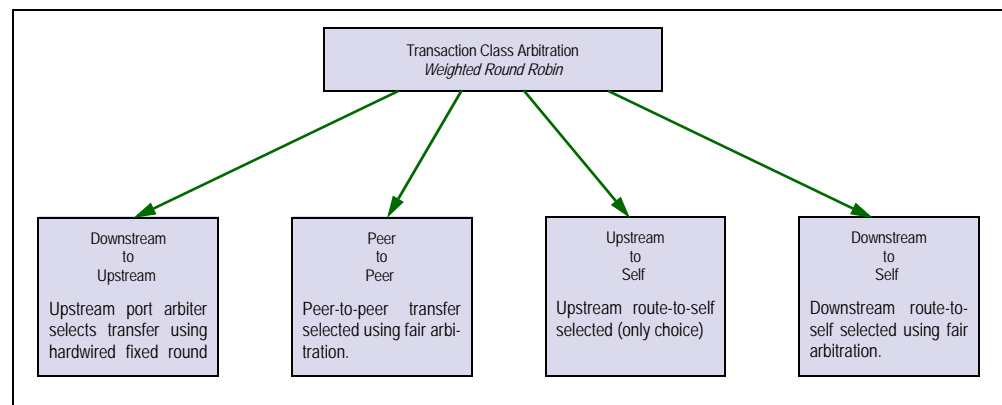 Transaction Class Arbitration
Weighted Round Robin
Downstream
to
Upstream
Upstream port arbiter
selects transfer using
hardwired fixed round
Peer
to
Peer
Peer-to-peer transfer
selected using fair arbi-
tration.
Upstream
to
Self
Upstream route-to-self
selected (only choice)
Downstream
to
Self
Downstream route-to-
self selected using fair
arbitration.